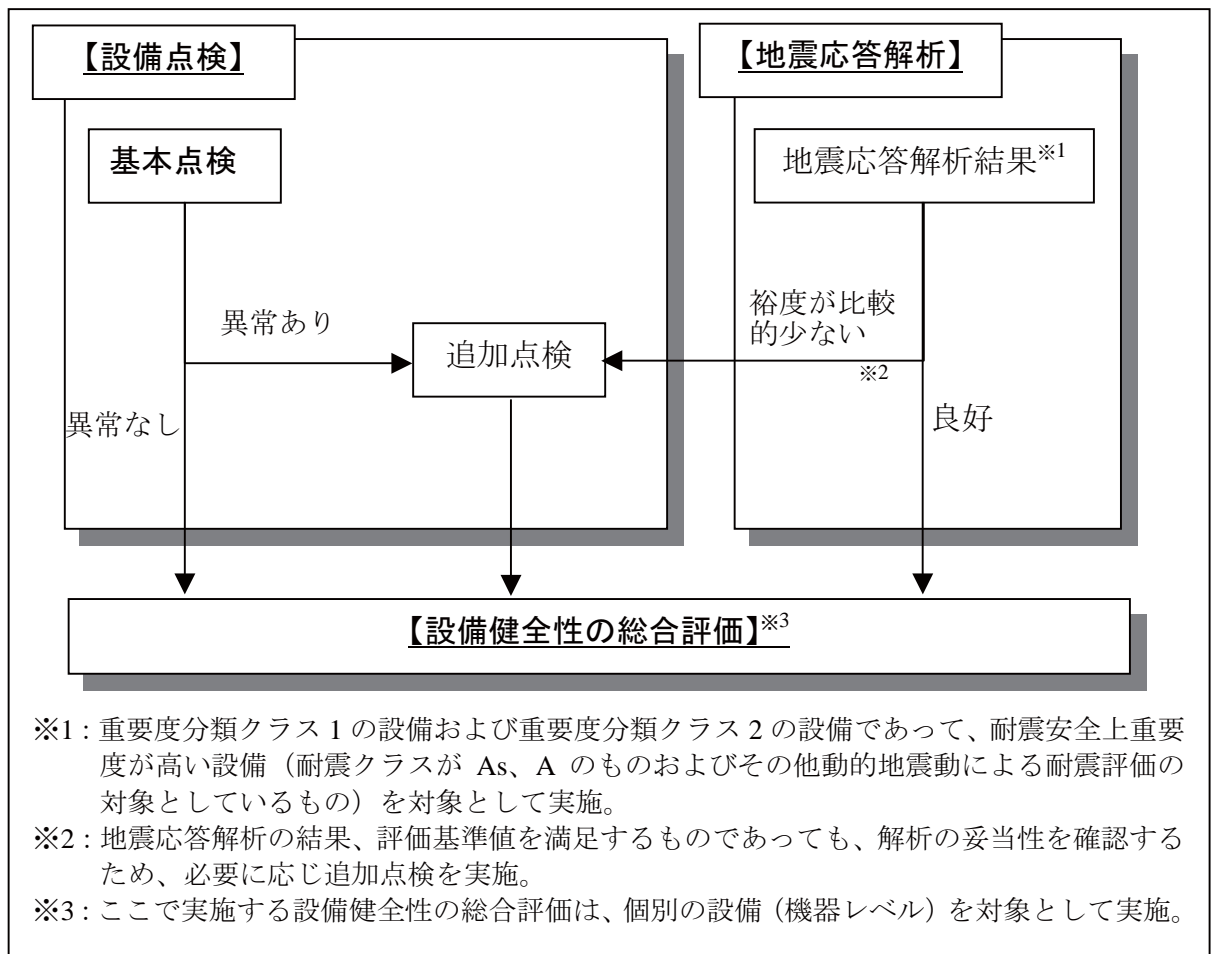 【設備点検】
【地震応答解析】
基本点検
地震応答解析結果※1
異常あり
追加点検
裕度が比較
的少ない
※2
異常なし
良好
【設備健全性の総合評価】※3
※1：重要度分類クラス 1 の設備および重要度分類クラス 2 の設備であって、耐震安全上重要
度が高い設備（耐震クラスが As、A のものおよびその他動的地震動による耐震評価の
対象としているもの）を対象として実施。
※2：地震応答解析の結果、評価基準値を満足するものであっても、解析の妥当性を確認する
ため、必要に応じ追加点検を実施。
※3：ここで実施する設備健全性の総合評価は、個別の設備（機器レベル）を対象として実施。